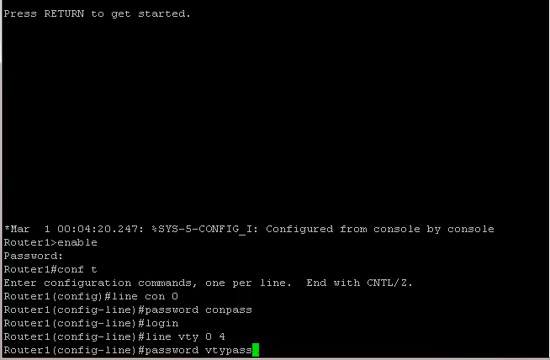 Press RETURN to get started.
*Mar  1 00:04:20.247: %SYS-5-CONFIG_I: Configured from console by console
Router1>enable
Password:
Router1#conf t
Enter configuration commands, one per line.  End with CNTL/Z.
Router1(config)#line con 0
Router1(config-line)#password conpass
Router1(config-line)#login
Router1(config-line)#line vty 0 4
Router1(config-line)#password vtypass